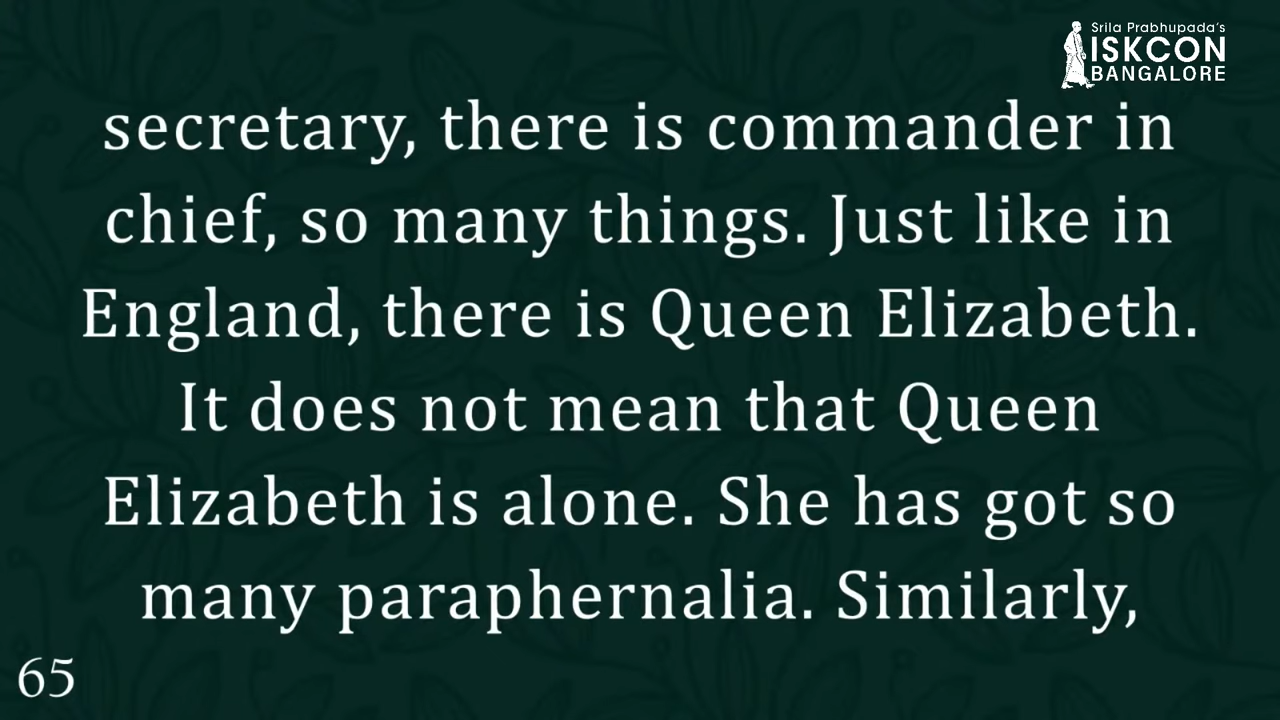 Srila Prabhupada's
ISKCON
BANGALORE
secretary, there is commander in
chief, so many things. Just like in
England, there is Queen Elizabeth.
It does not mean that Queen
Elizabeth is alone. She has got so
many paraphernalia. Similarly,
65